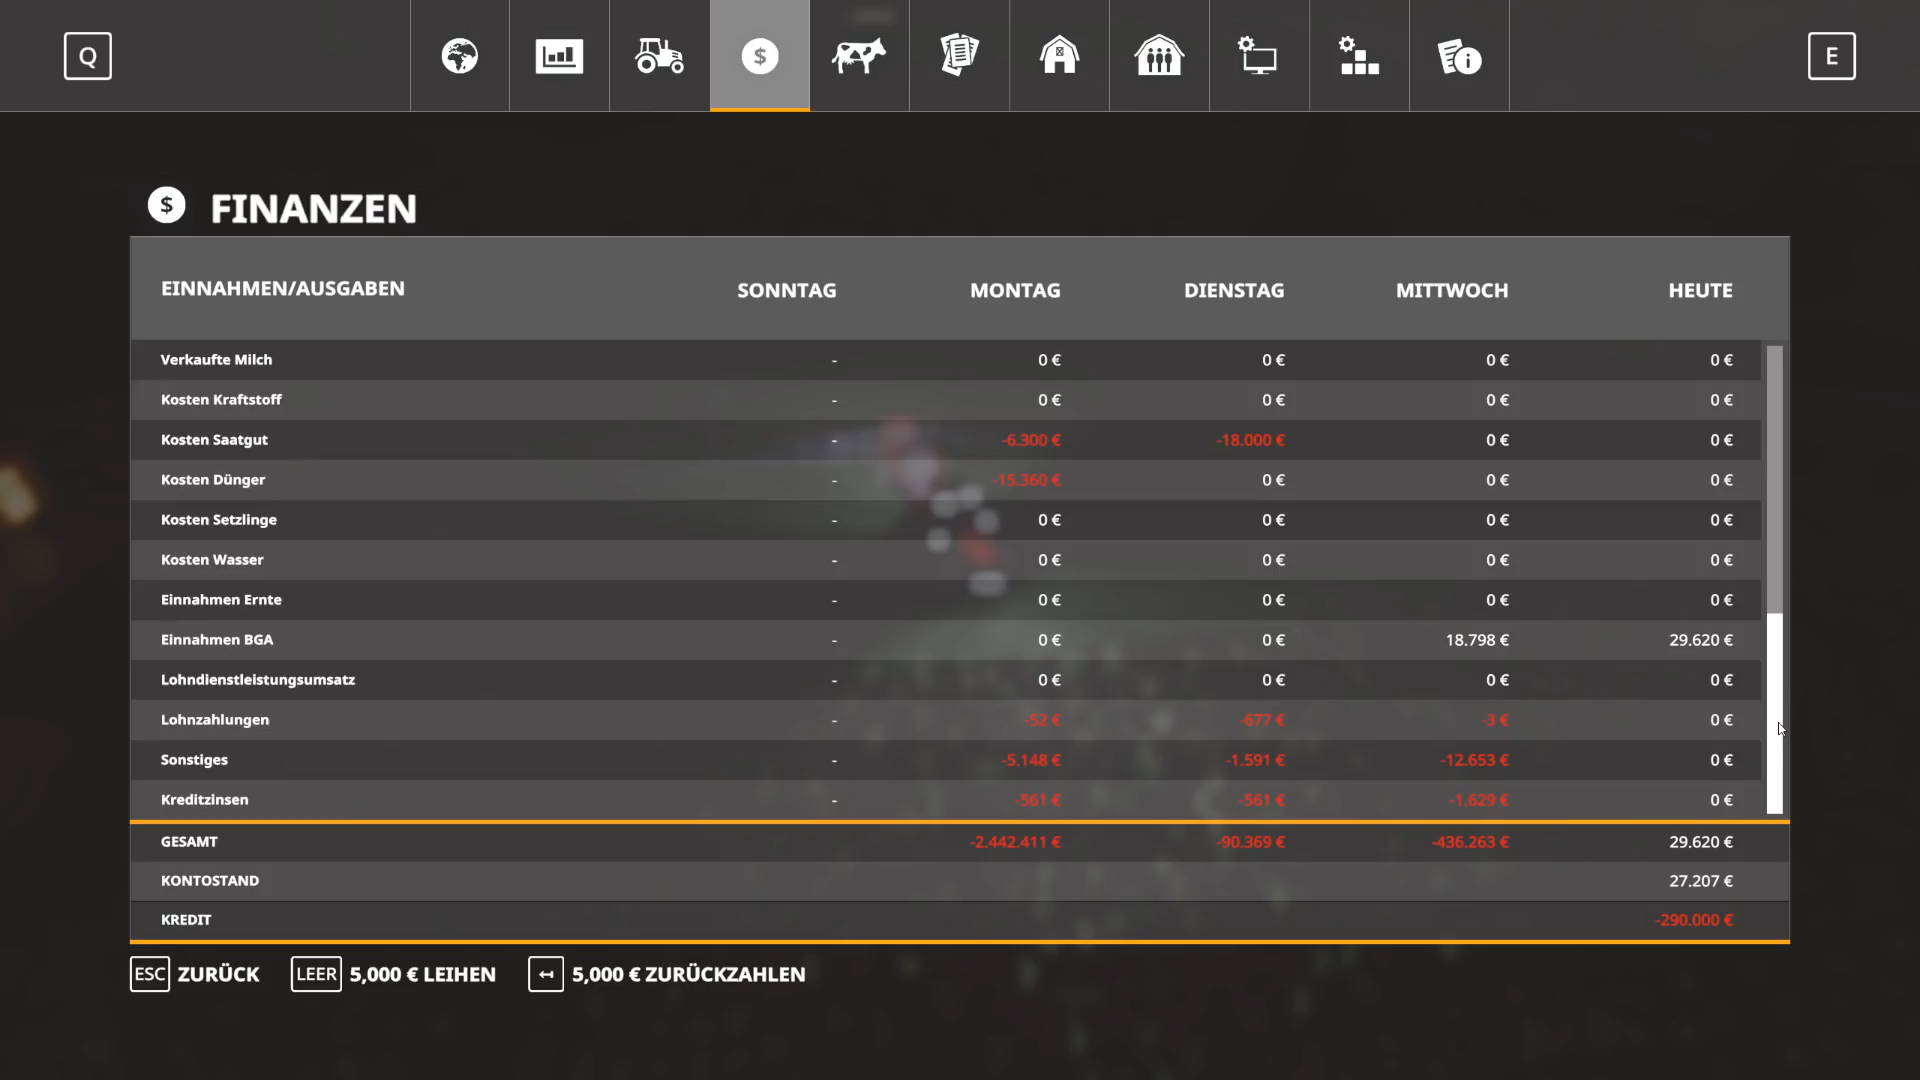 Q
$
i
E
$ FINANZEN
EINNAHMEN/AUSGABEN SONNTAG MONTAG DIENSTAG MITTWOCH HEUTE
Verkaufte Milch - 0 € 0 € 0 € 0 €
Kosten Kraftstoff - 0 € 0 € 0 € 0 €
Kosten Saatgut - -6.300 € -18.000 € 0 € 0 €
Kosten Dünger - -15.360 € 0 € 0 € 0 €
Kosten Setzlinge - 0 € 0 € 0 € 0 €
Kosten Wasser - 0 € 0 € 0 € 0 €
Einnahmen Ernte - 0 € 0 € 0 € 0 €
Einnahmen BGA - 0 € 0 € 18.798 € 29.620 €
Lohndienstleistungsumsatz - 0 € 0 € 0 € 0 €
Lohnzahlungen - -52 € -677 € -3 € 0 €
Sonstiges - -5.148 € -1.591 € -12.653 € 0 €
Kreditzinsen - -561 € -561 € -1.629 € 0 €
GESAMT -2.442.411 € -90.369 € -436.263 € 29.620 €
KONTOSTAND 27.207 €
KREDIT -290.000 €
ESC ZURÜCK LEER 5,000 € LEIHEN ↤ 5,000 € ZURÜCKZAHLEN